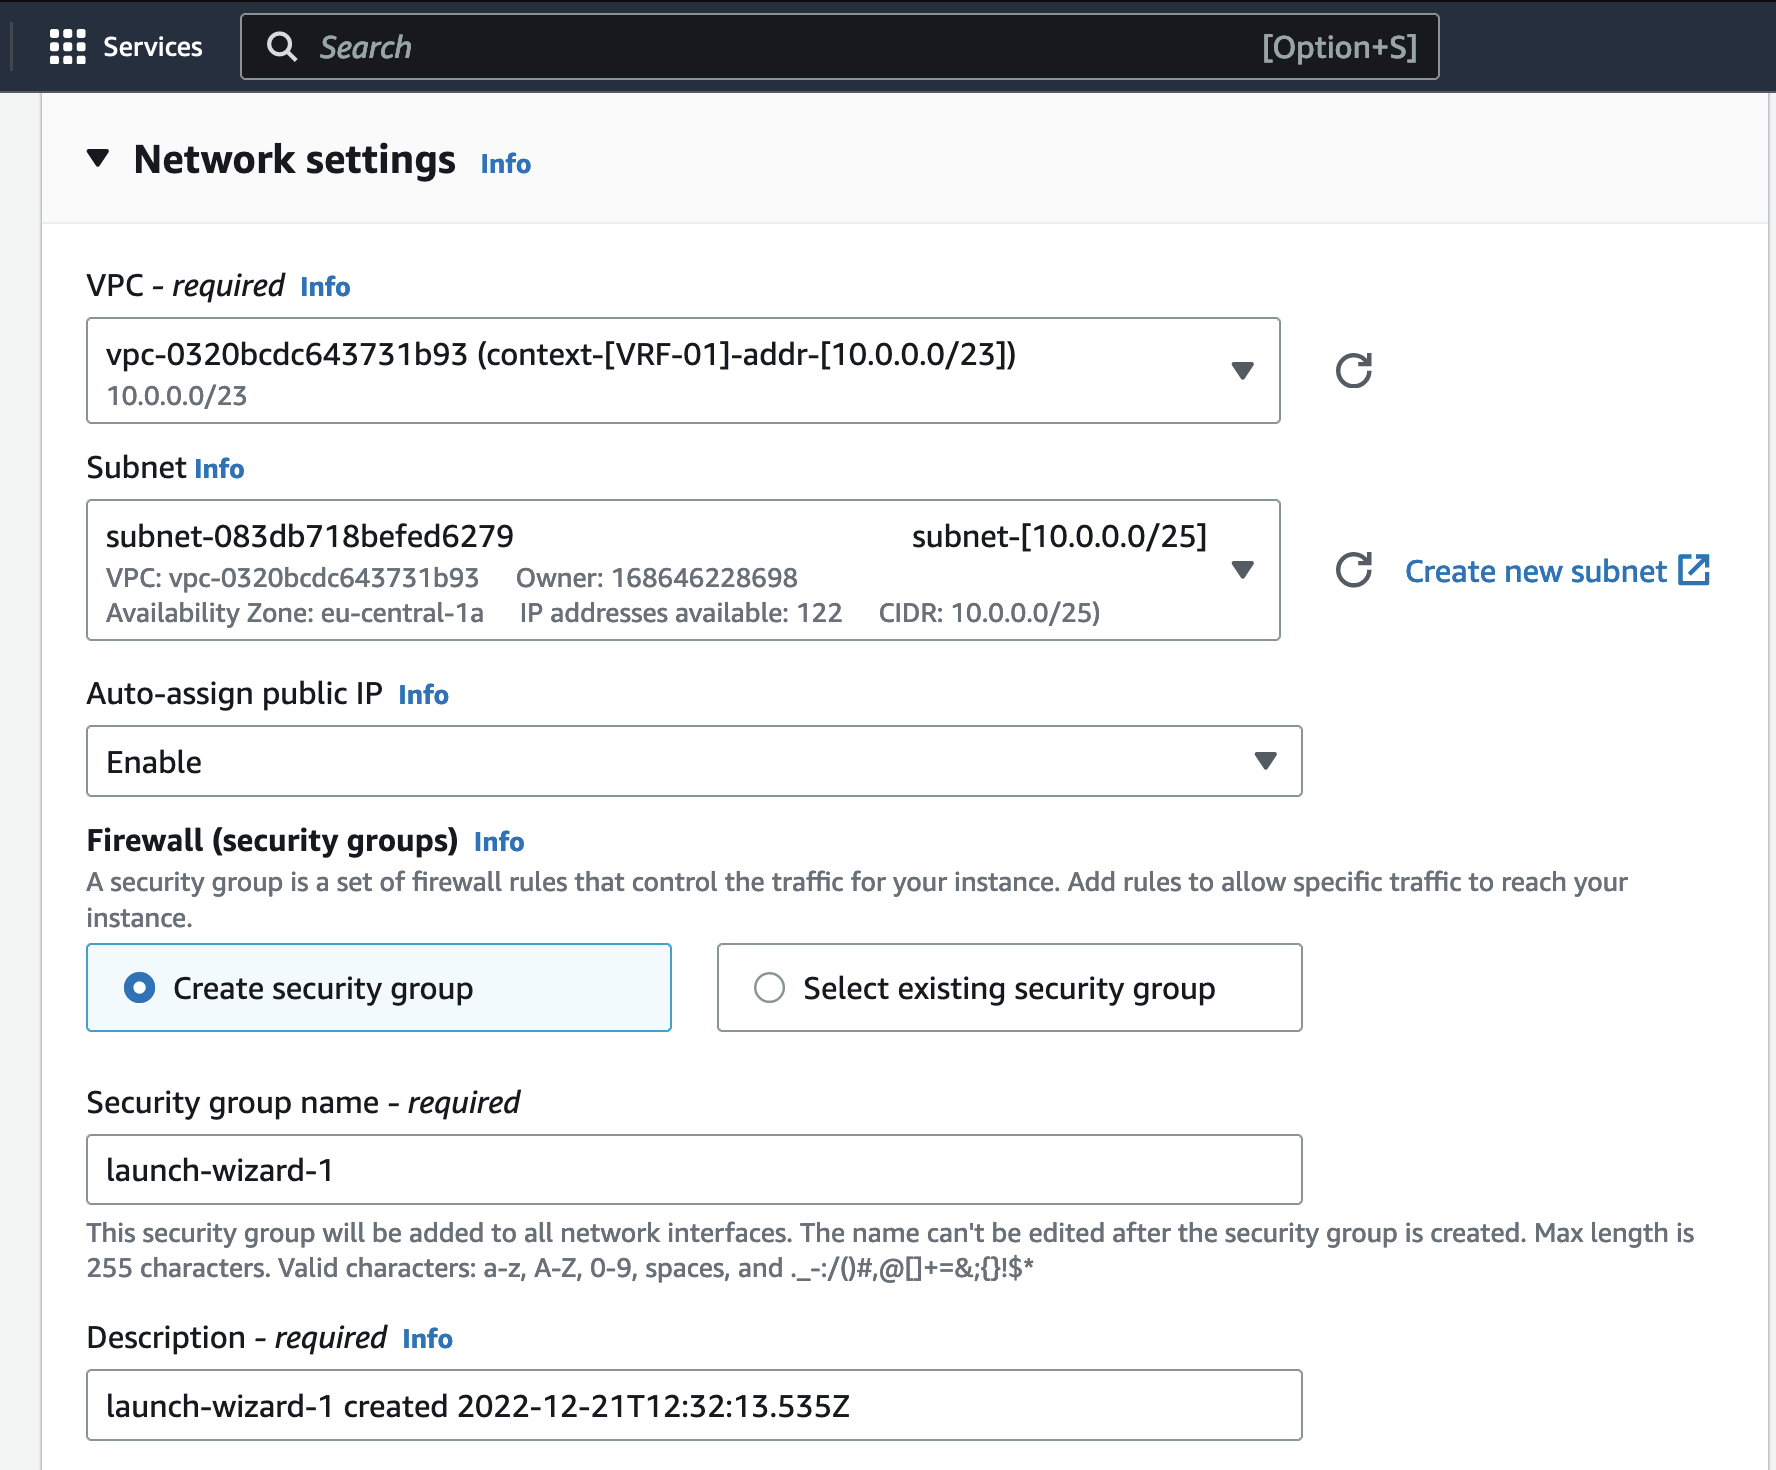 Services
Search [Option+S]
Network settings Info
VPC - required Info
vpc-0320bcdc643731b93 (context-[VRF-01]-addr-[10.0.0.0/23])
10.0.0.0/23
Subnet Info
subnet-083db718befed6279 subnet-[10.0.0.0/25]
VPC: vpc-0320bcdc643731b93 Owner: 168646228698
Availability Zone: eu-central-1a IP addresses available: 122 CIDR: 10.0.0.0/25)
Create new subnet
Auto-assign public IP Info
Enable
Firewall (security groups) Info
A security group is a set of firewall rules that control the traffic for your instance. Add rules to allow specific traffic to reach your
instance.
Create security group
Select existing security group
Security group name - required
launch-wizard-1
This security group will be added to all network interfaces. The name can't be edited after the security group is created. Max length is
255 characters. Valid characters: a-z, A-Z, 0-9, spaces, and ._-:/()#,@[]+=&;{}!$*
Description - required Info
launch-wizard-1 created 2022-12-21T12:32:13.535Z